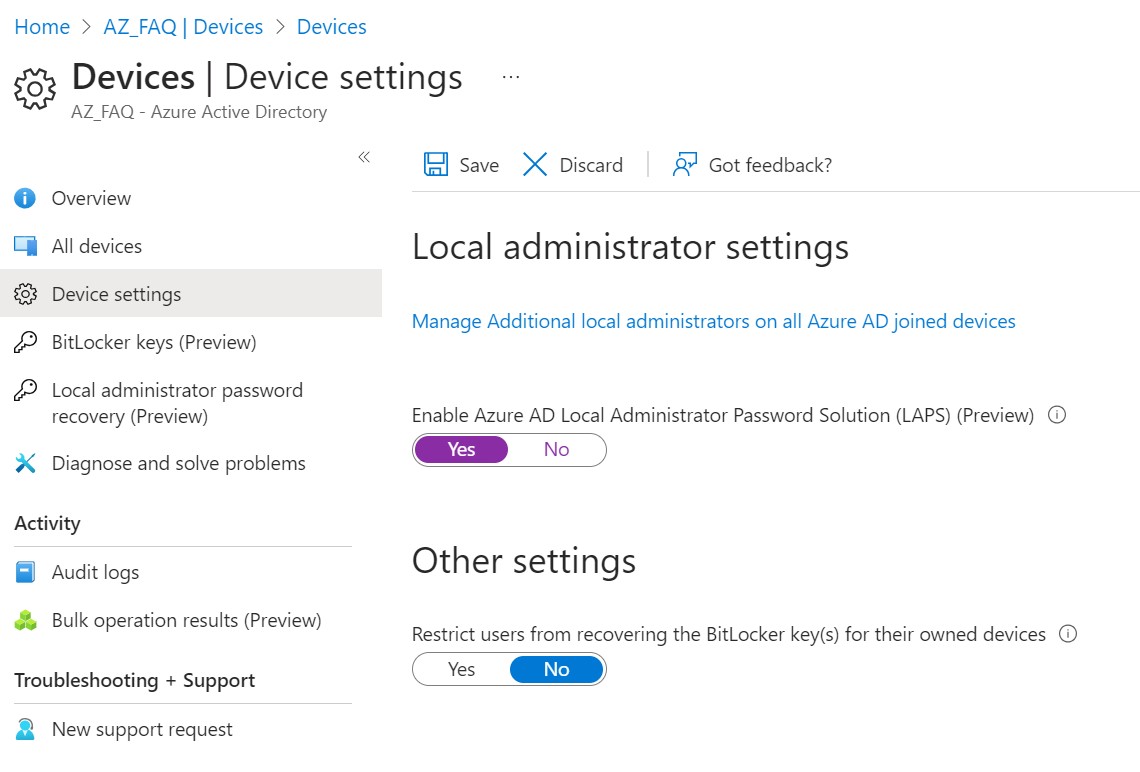 Home > AZ_FAQ | Devices > Devices
Devices | Device settings ...
AZ_FAQ - Azure Active Directory
«
Overview
All devices
Device settings
BitLocker keys (Preview)
Local administrator password
recovery (Preview)
Diagnose and solve problems
Activity
Audit logs
Bulk operation results (Preview)
Troubleshooting + Support
New support request
Save Discard Got feedback?
Local administrator settings
Manage Additional local administrators on all Azure AD joined devices
Enable Azure AD Local Administrator Password Solution (LAPS) (Preview)
Yes No
Other settings
Restrict users from recovering the BitLocker key(s) for their owned devices
Yes No